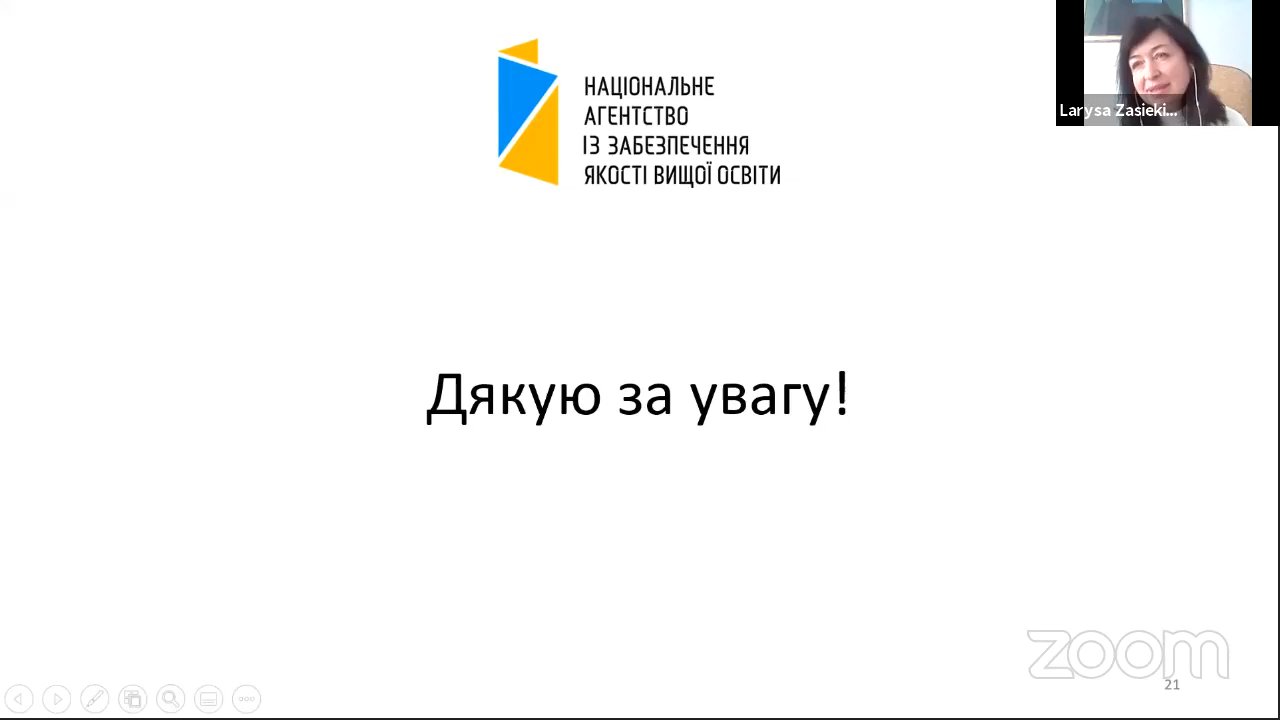 НАЦІОНАЛЬНЕ
АГЕНТСТВО
ІЗ ЗАБЕЗПЕЧЕННЯ
ЯКОСТІ ВИЩОЇ ОСВІТИ
Larysa Zasieki...
Дякую за увагу!
zoom
21